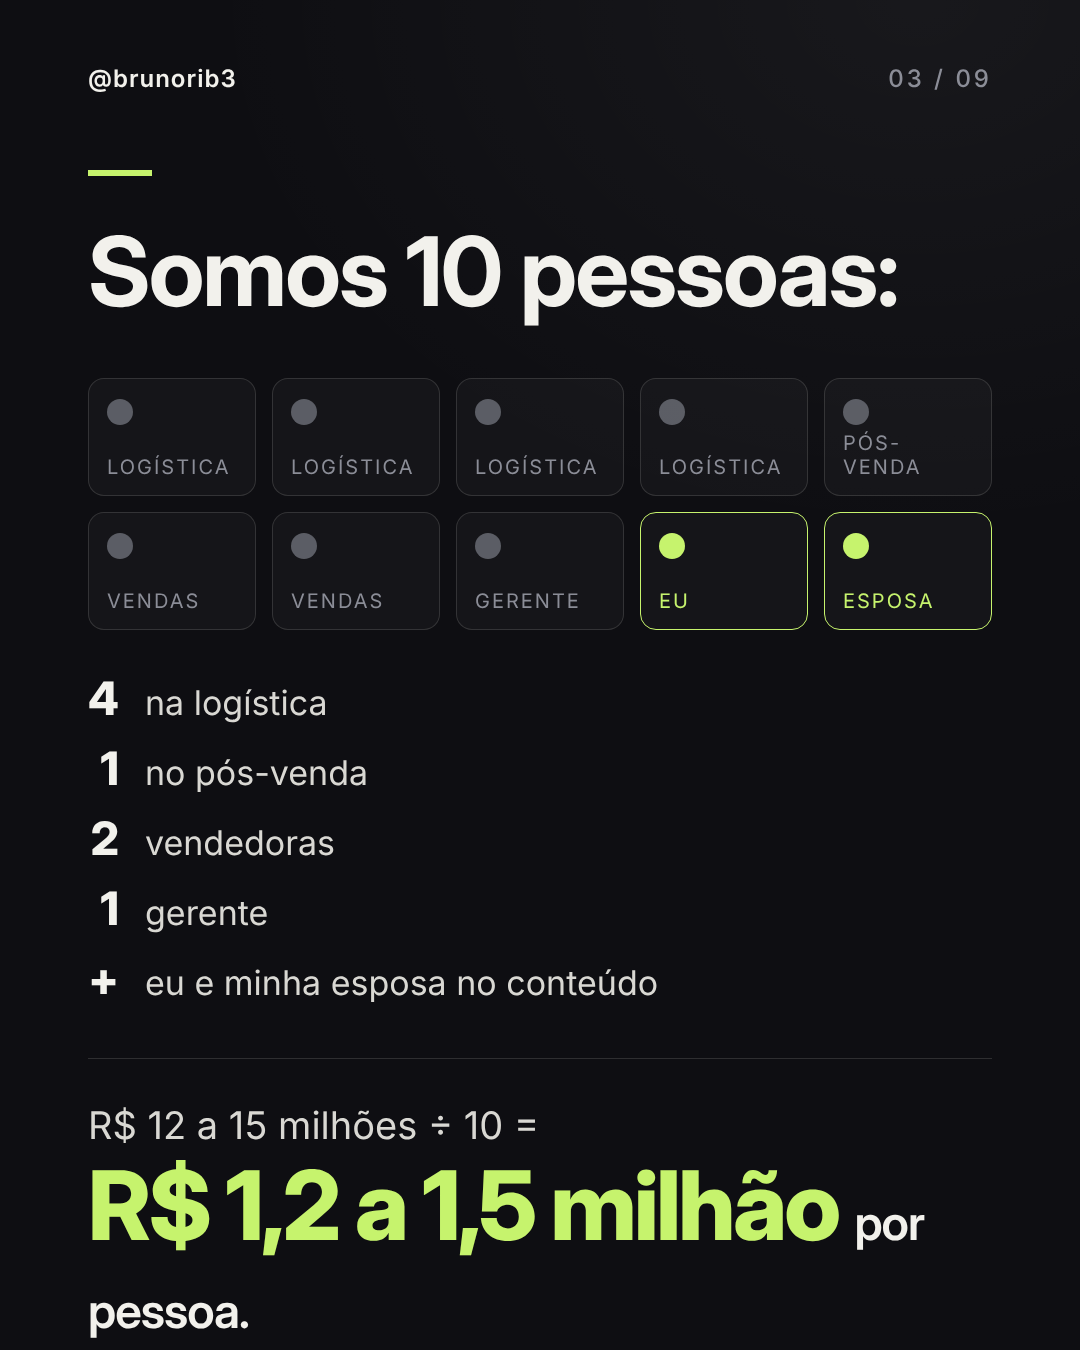 @brunorib3
03 / 09
Somos 10 pessoas:
LOGÍSTICA
LOGÍSTICA
LOGÍSTICA
LOGÍSTICA
PÓS-
VENDA
VENDAS
VENDAS
GERENTE
EU
ESPOSA
4 na logística
1 no pós-venda
2 vendedoras
1 gerente
+ eu e minha esposa no conteúdo
R$ 12 a 15 milhões ÷ 10 =
R$ 1,2 a 1,5 milhão por
pessoa.